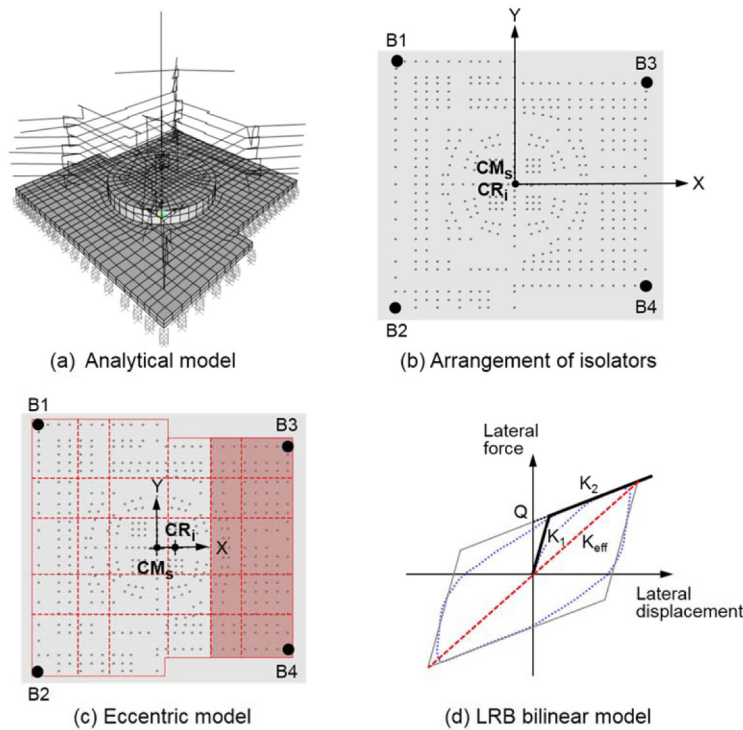 Y
B1
B3
CMs
CRi
X
B4
B2
(a) Analytical model
(b) Arrangement of isolators
B1
B3
Y
CRi
X
CMs
B4
B2
(c) Eccentric model
Lateral
force
K2
Q
K1
Keff
Lateral
displacement
(d) LRB bilinear model